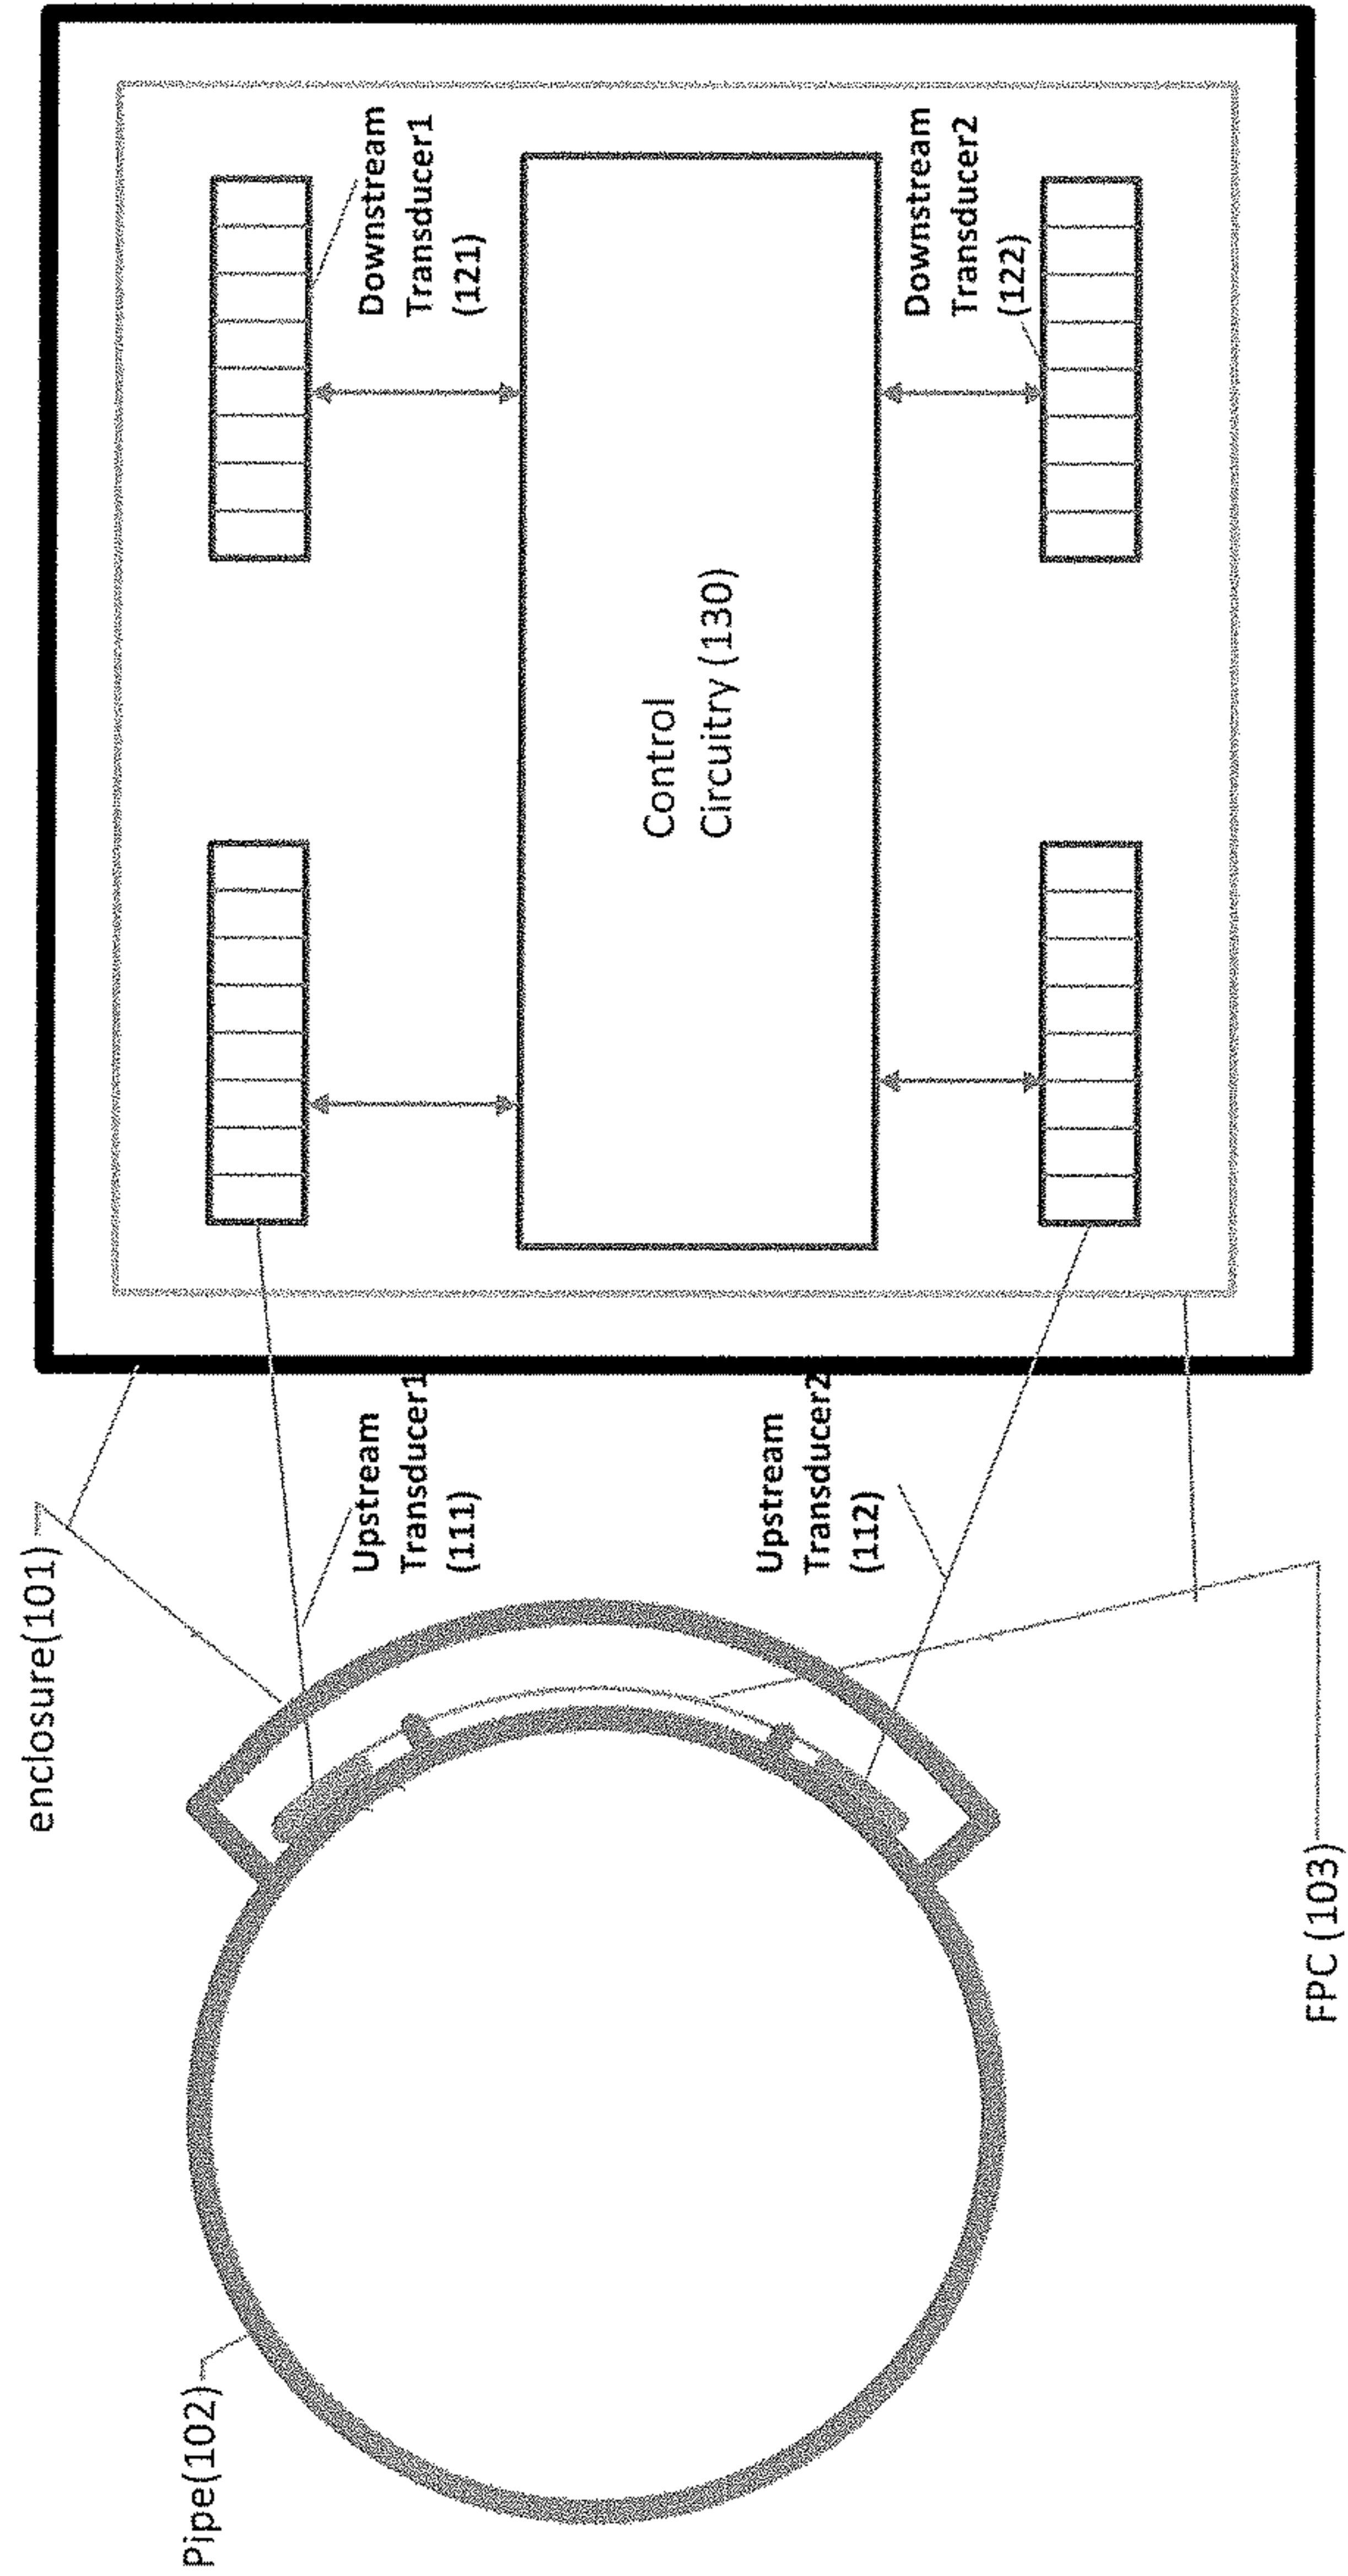 Pipe(102)
enclosure(101)
Upstream
Transducer1
(111)
Downstream
Transducer1
(121)
Control
Circuitry (130)
Upstream
Transducer2
(112)
Downstream
Transducer2
(122)
FPC (103)